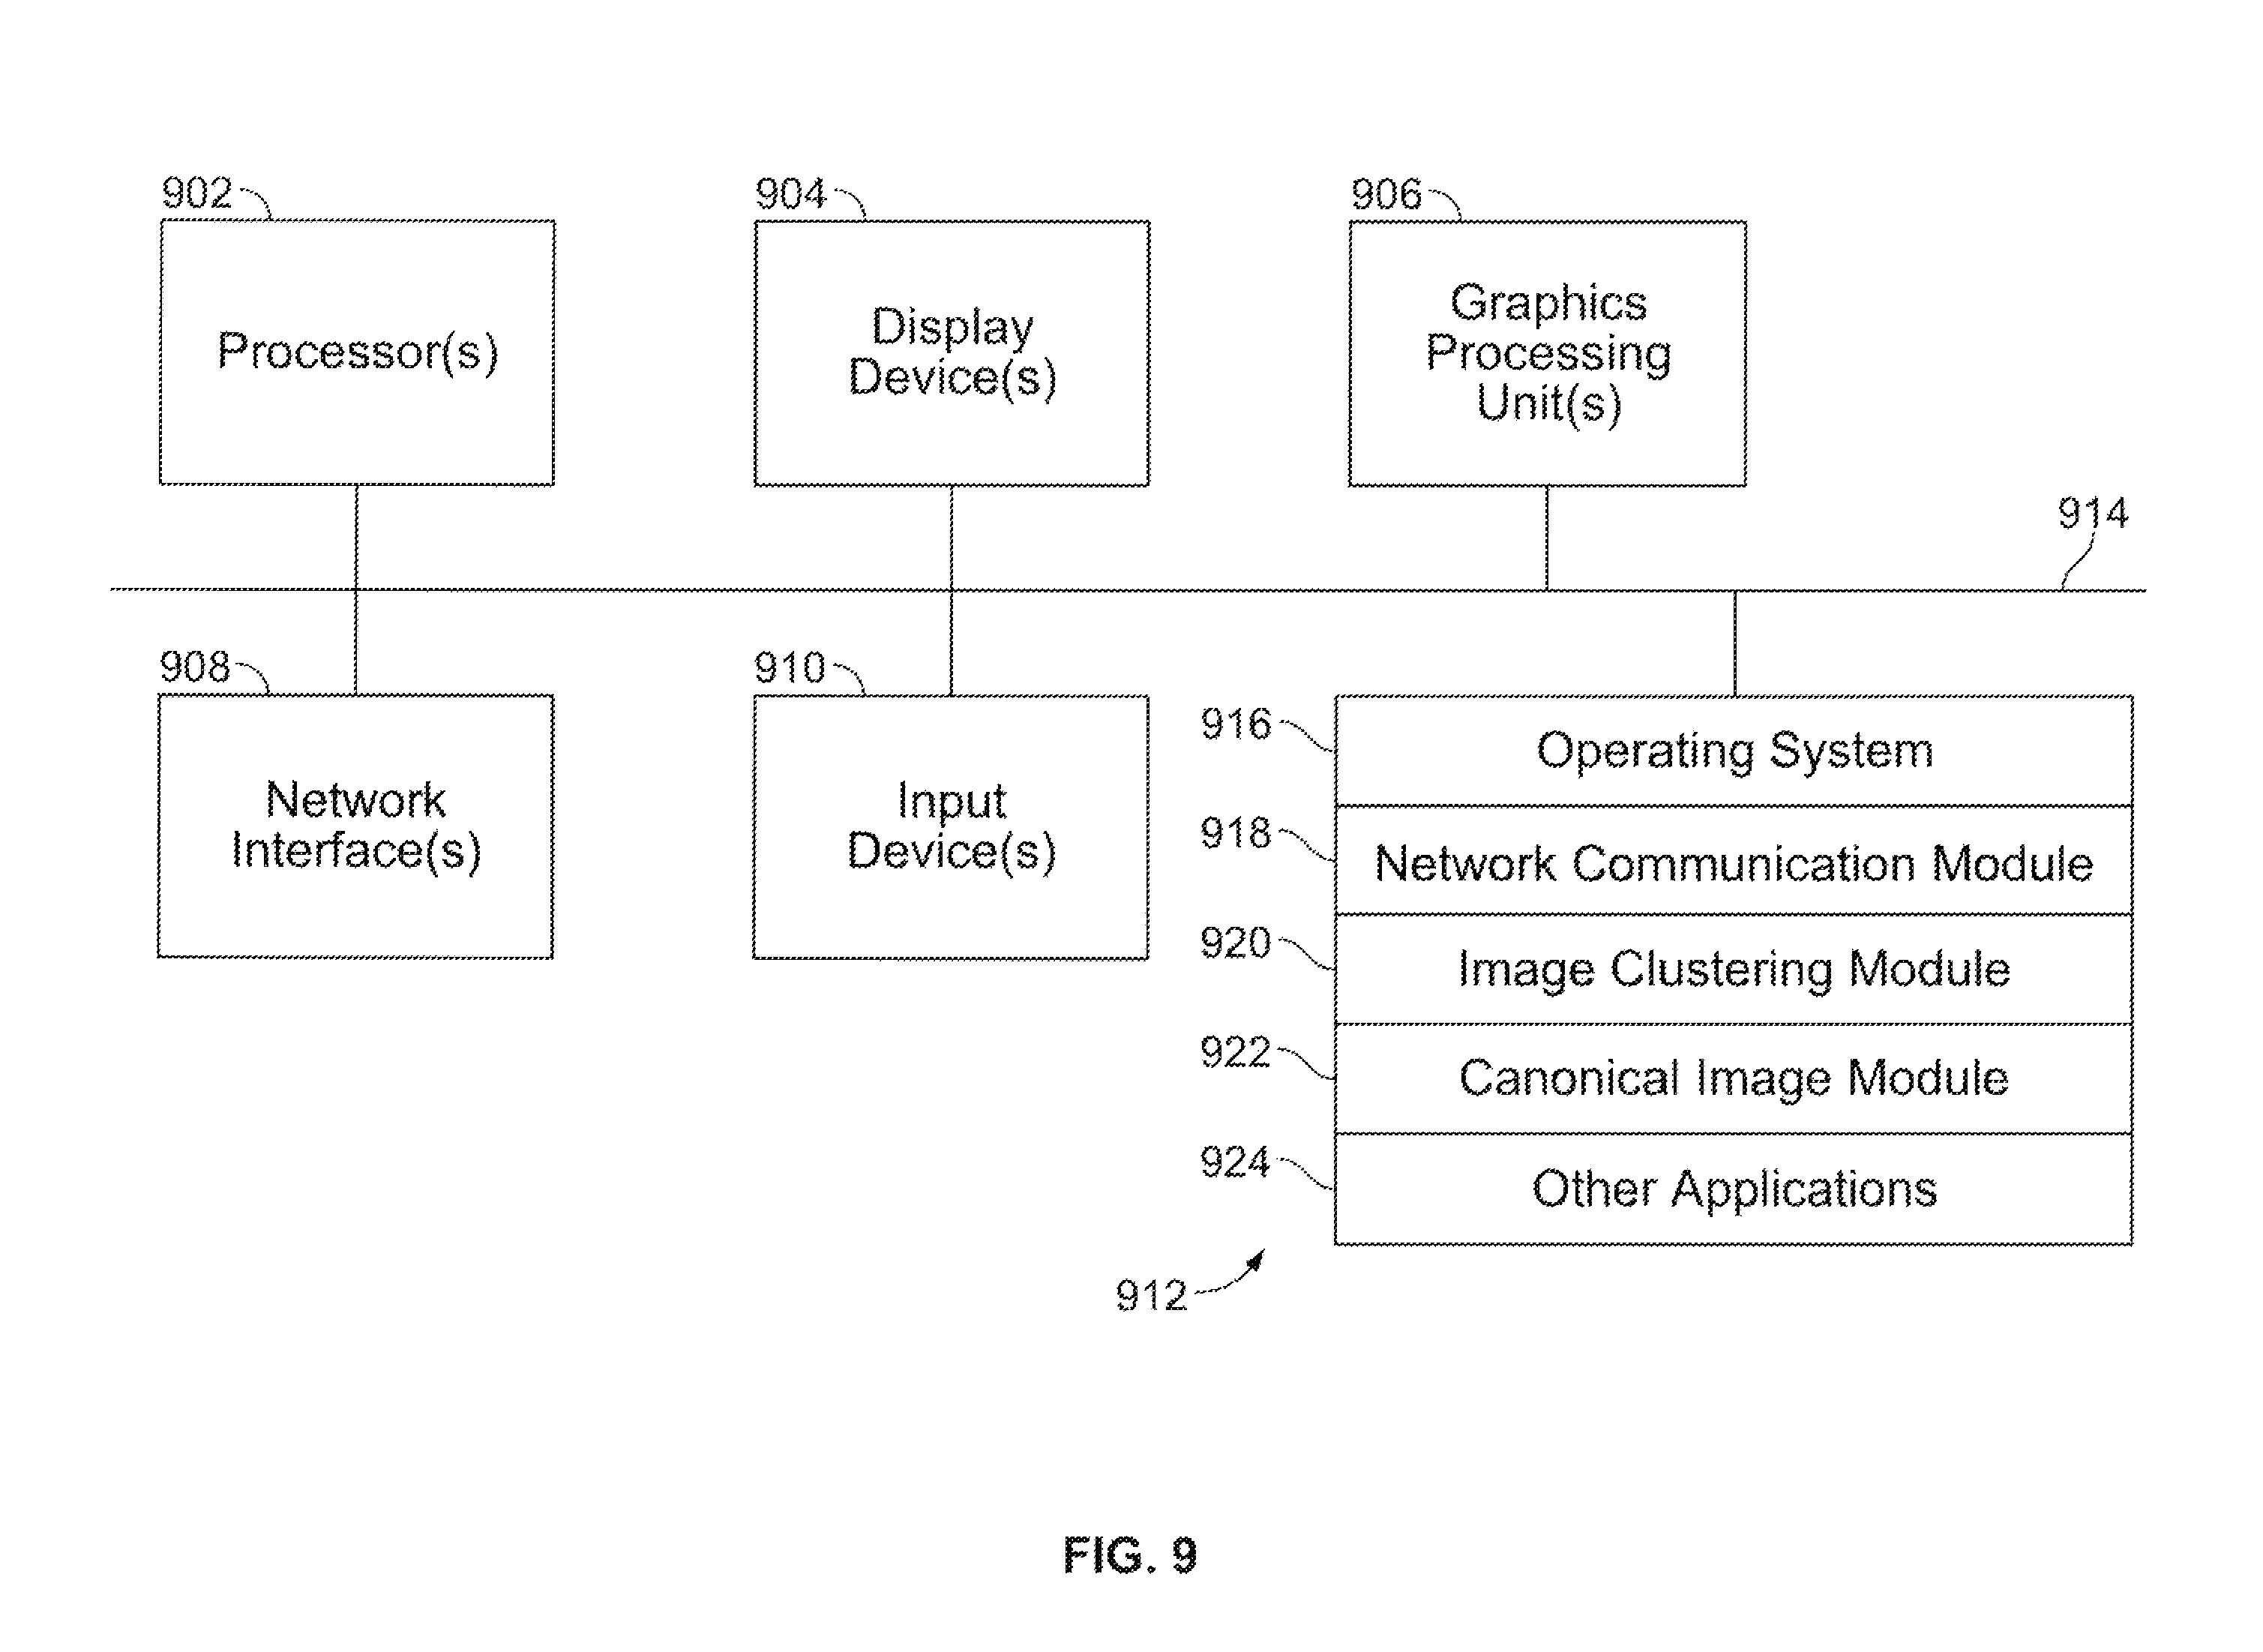 902
904
906
Processor(s)
Display
Device(s)
Graphics
Processing
Unit(s)
914
908
910
Network
Interface(s)
Input
Device(s)
916
Operating System
918
Network Communication Module
920
Image Clustering Module
922
Canonical Image Module
924
Other Applications
912
FIG. 9